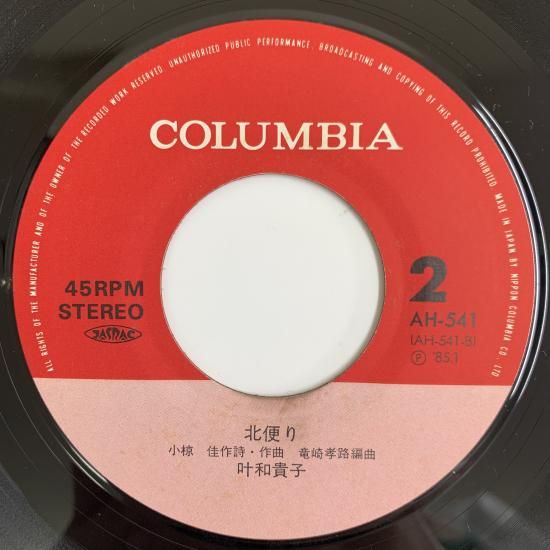 ALL RIGHTS OF THE MANUFACTURER AND OF THE OWNER OF THE RECORDED WORK RESERVED. UNAUTHORIZED PUBLIC PERFORMANCE, BROADCASTING AND COPYING OF THIS RECORD PROHIBITED. MADE IN JAPAN BY NIPPON COLUMBIA CO., LTD
COLUMBIA
45RPM
STEREO
JASRAC
2
AH-541
(AH-541-B)
Ⓟ '85.1
北便り
小椋 佳作詩・作曲 竜崎孝路編曲
叶和貴子